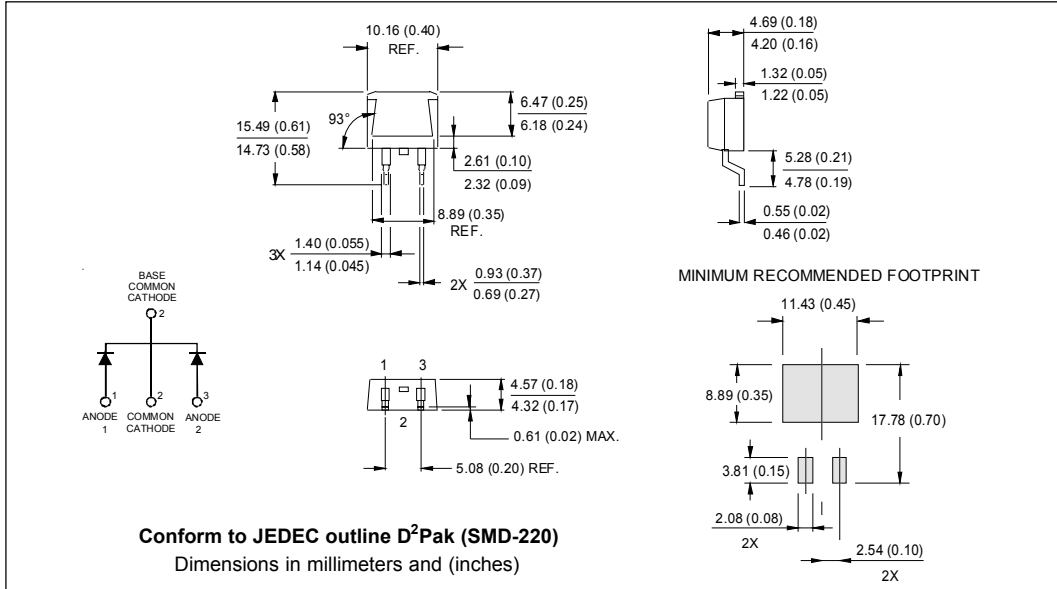 10.16 (0.40)
REF.
4.69 (0.18)
4.20 (0.16)
1.32 (0.05)
1.22 (0.05)
6.47 (0.25)
6.18 (0.24)
93°
15.49 (0.61)
14.73 (0.58)
2.61 (0.10)
2.32 (0.09)
5.28 (0.21)
4.78 (0.19)
8.89 (0.35)
REF.
0.55 (0.02)
0.46 (0.02)
3X 1.40 (0.055)
1.14 (0.045)
2X 0.93 (0.37)
0.69 (0.27)
MINIMUM RECOMMENDED FOOTPRINT
11.43 (0.45)
BASE
COMMON
CATHODE
2
1 2 3
ANODE COMMON ANODE
1 CATHODE 2
1 3
4.57 (0.18)
4.32 (0.17)
2
0.61 (0.02) MAX.
5.08 (0.20) REF.
8.89 (0.35)
17.78 (0.70)
3.81 (0.15)
2.08 (0.08)
2X
2.54 (0.10)
2X
Conform to JEDEC outline D²Pak (SMD-220)
Dimensions in millimeters and (inches)